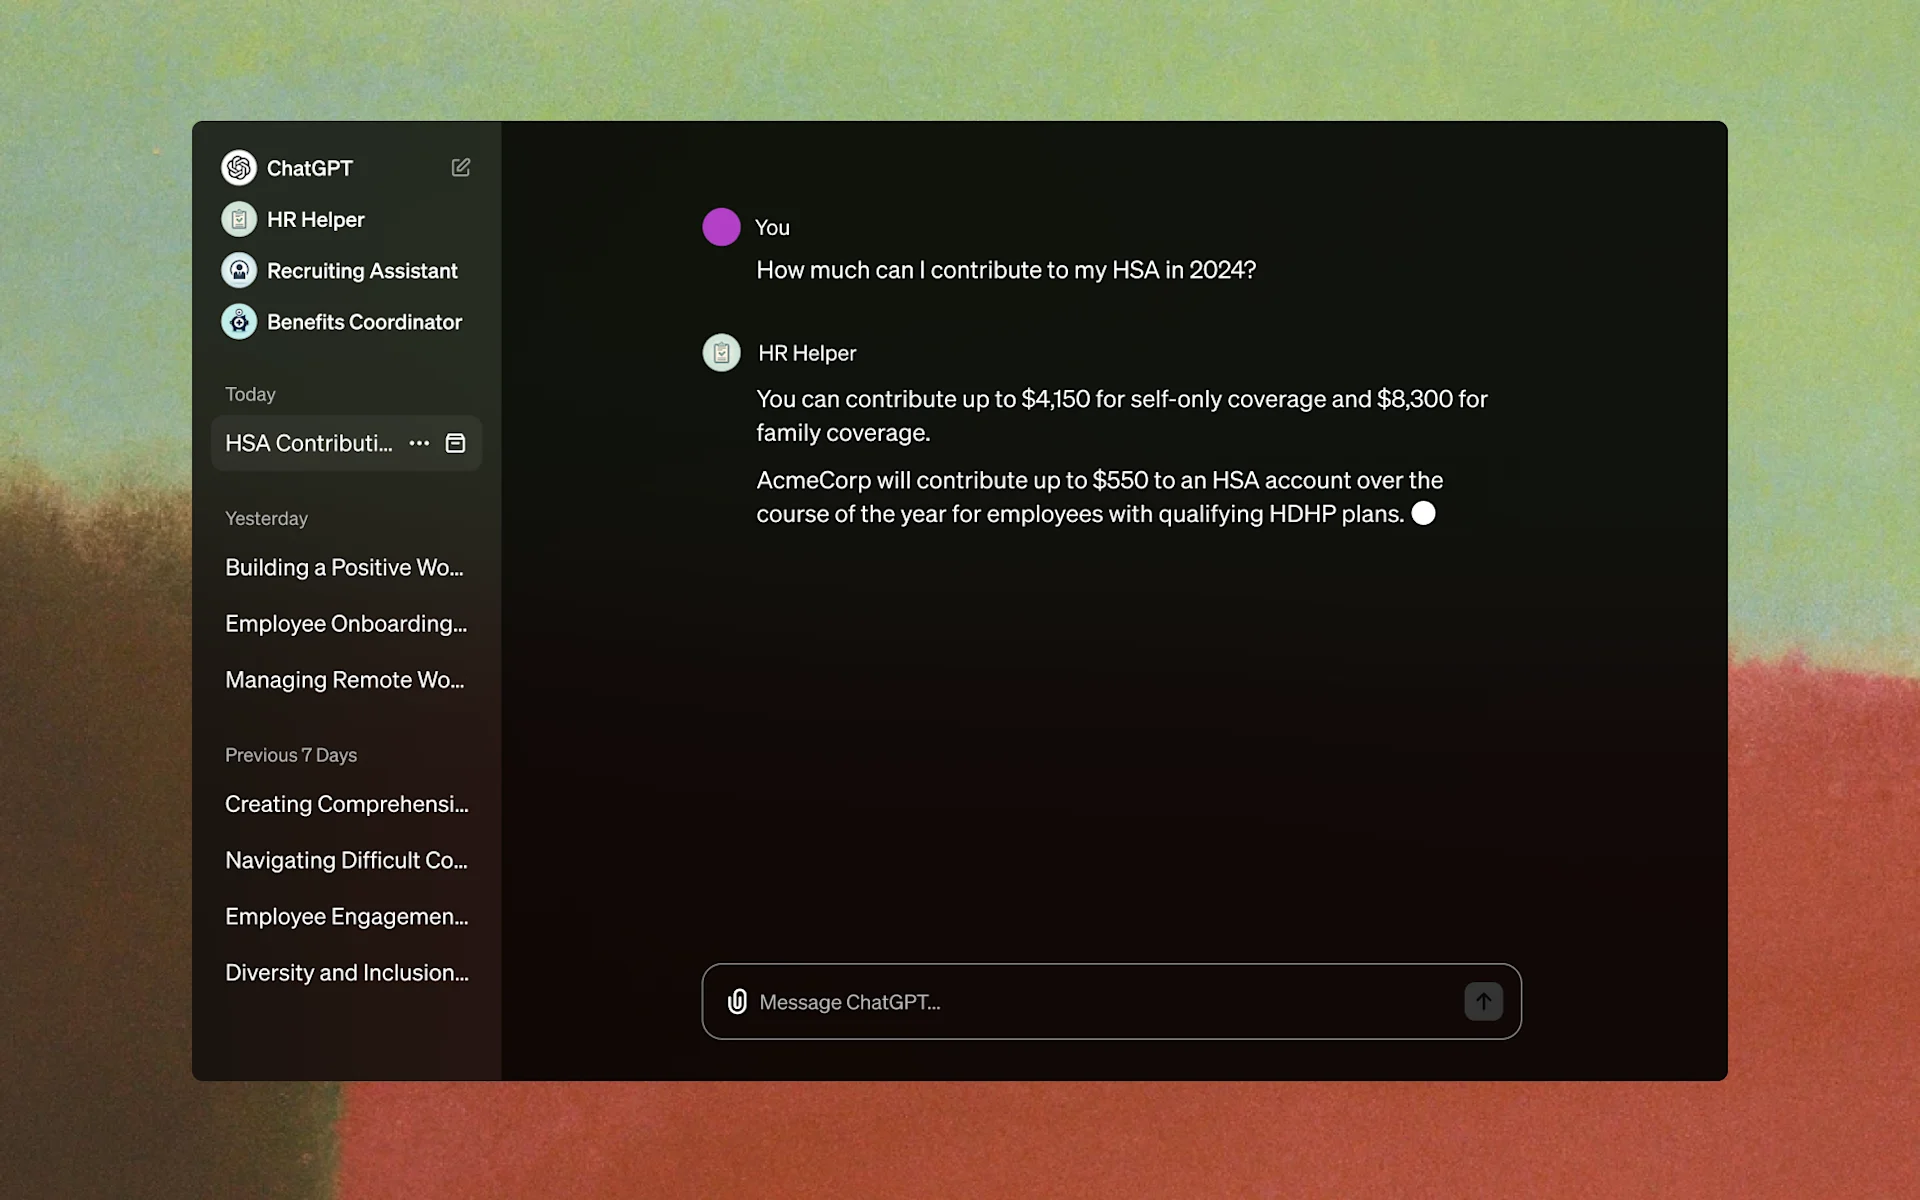 ChatGPT
HR Helper
Recruiting Assistant
Benefits Coordinator
Today
HSA Contributi...
Yesterday
Building a Positive Wo...
Employee Onboarding...
Managing Remote Wo...
Previous 7 Days
Creating Comprehensi...
Navigating Difficult Co...
Employee Engagemen...
Diversity and Inclusion...
You
How much can I contribute to my HSA in 2024?
HR Helper
You can contribute up to $4,150 for self-only coverage and $8,300 for
family coverage.
AcmeCorp will contribute up to $550 to an HSA account over the
course of the year for employees with qualifying HDHP plans.
Message ChatGPT...